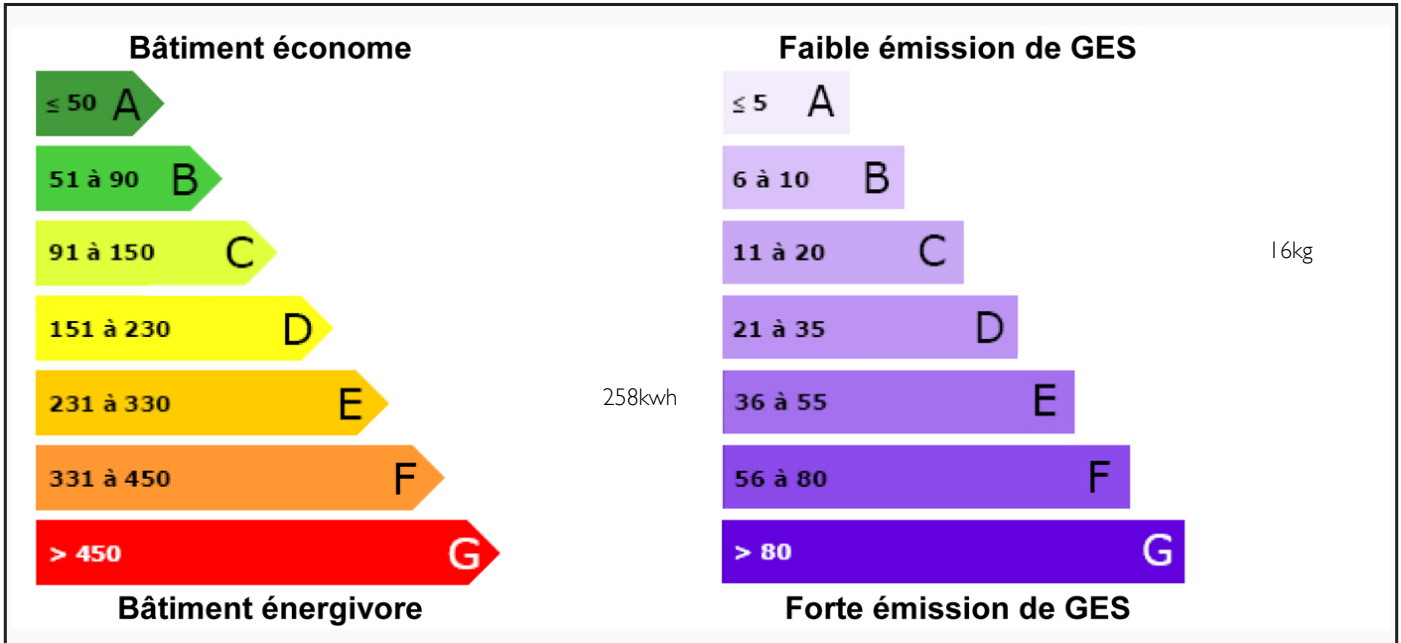 Bâtiment économe
≤ 50 A
51 à 90 B
91 à 150 C
151 à 230 D
231 à 330 E
258kwh
331 à 450 F
> 450 G
Bâtiment énergivore
Faible émission de GES
≤ 5 A
6 à 10 B
11 à 20 C
16kg
21 à 35 D
36 à 55 E
56 à 80 F
> 80 G
Forte émission de GES